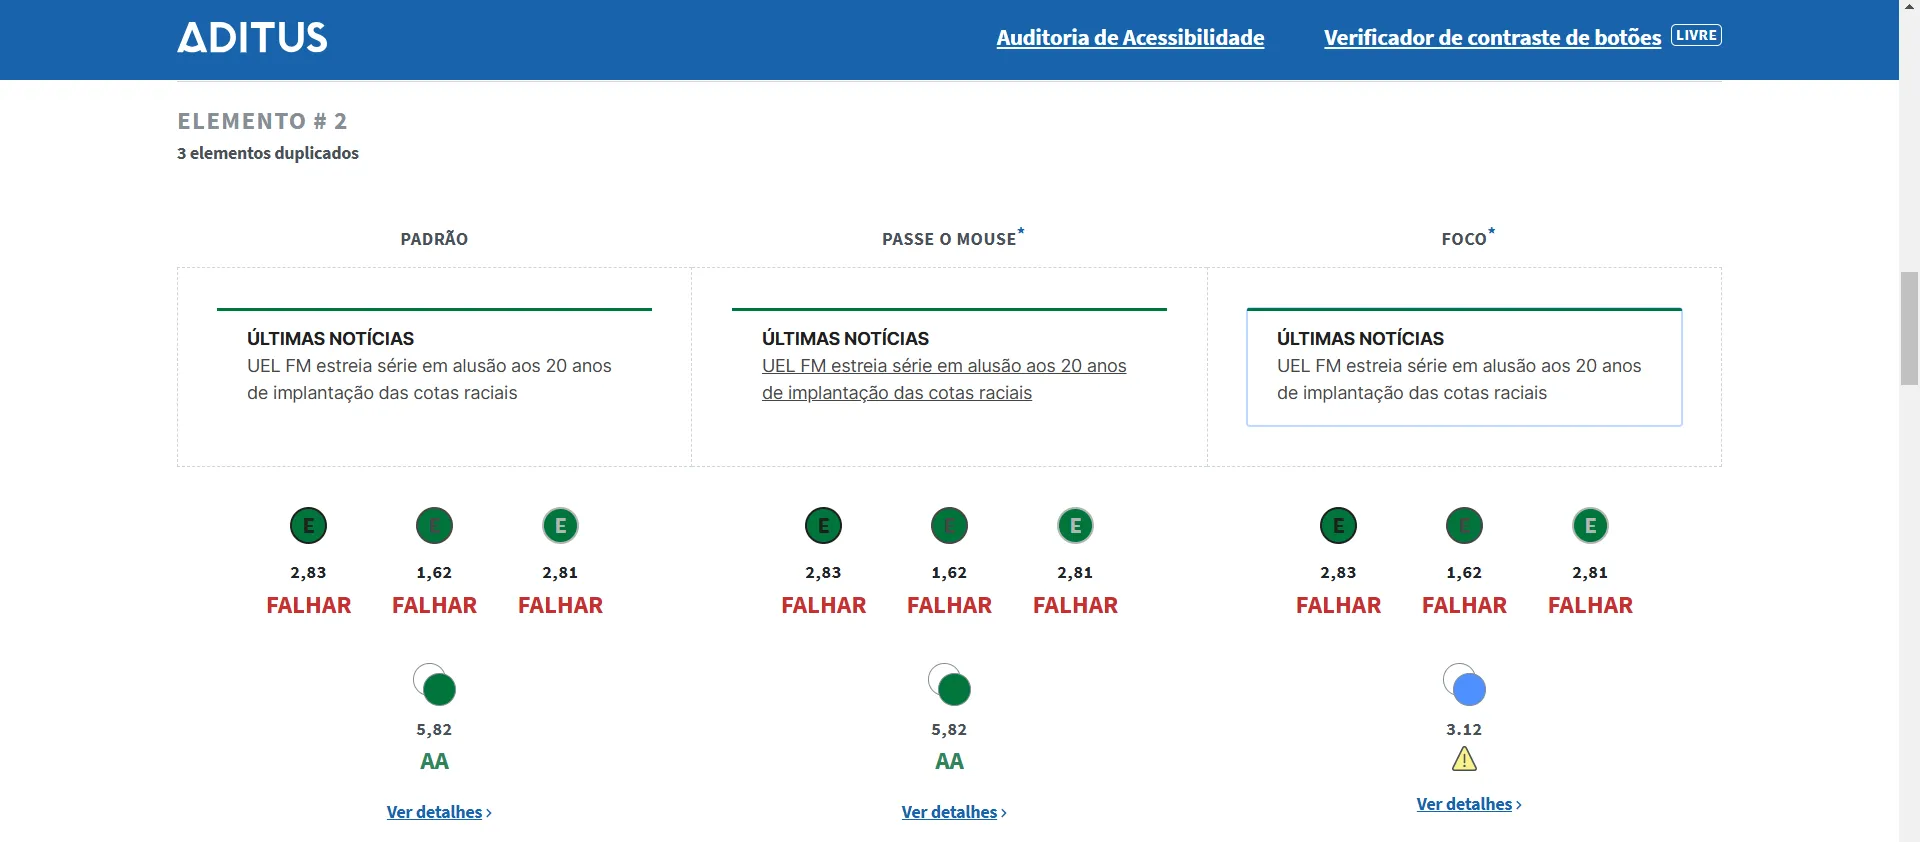 ADITUS
Auditoria de Acessibilidade
Verificador de contraste de botões LIVRE
ELEMENTO # 2
3 elementos duplicados
PADRÃO
PASSE O MOUSE*
FOCO*
ÚLTIMAS NOTÍCIAS
UEL FM estreia série em alusão aos 20 anos
de implantação das cotas raciais
ÚLTIMAS NOTÍCIAS
UEL FM estreia série em alusão aos 20 anos
de implantação das cotas raciais
ÚLTIMAS NOTÍCIAS
UEL FM estreia série em alusão aos 20 anos
de implantação das cotas raciais
E E E
2,83 1,62 2,81
FALHAR FALHAR FALHAR
5,82
AA
Ver detalhes ›
E E E
2,83 1,62 2,81
FALHAR FALHAR FALHAR
5,82
AA
Ver detalhes ›
E E E
2,83 1,62 2,81
FALHAR FALHAR FALHAR
3.12
Ver detalhes ›